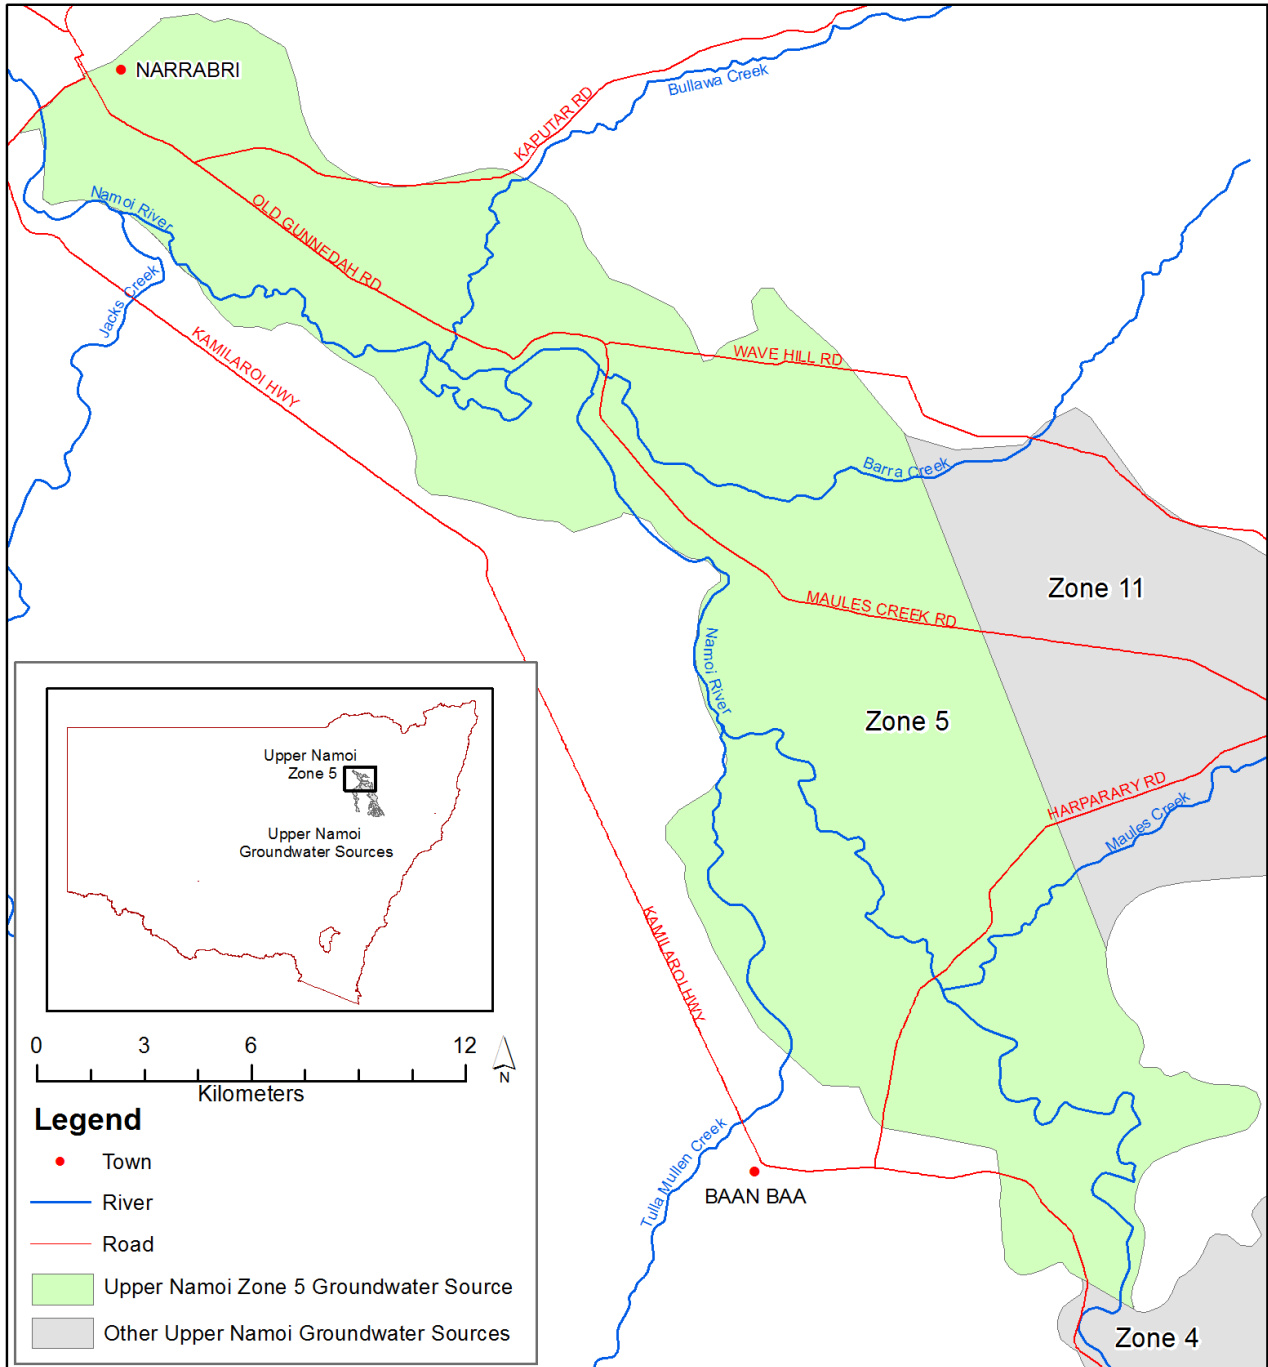 NARRABRI
Bullawa Creek
KAPUTAR RD
Namoi River
OLD GUNNEDAH RD
Jacks Creek
KAMILAROI HWY
WAVE HILL RD
Barra Creek
Zone 11
MAULES CREEK RD
Namoi River
Zone 5
HARPARARY RD
Maules Creek
KAMILAROI HWY
Tulla Mullen Creek
BAAN BAA
Zone 4
Upper Namoi
Zone 5
Upper Namoi
Groundwater Sources
0 3 6 12
Kilometers
N
Legend
Town
River
Road
Upper Namoi Zone 5 Groundwater Source
Other Upper Namoi Groundwater Sources